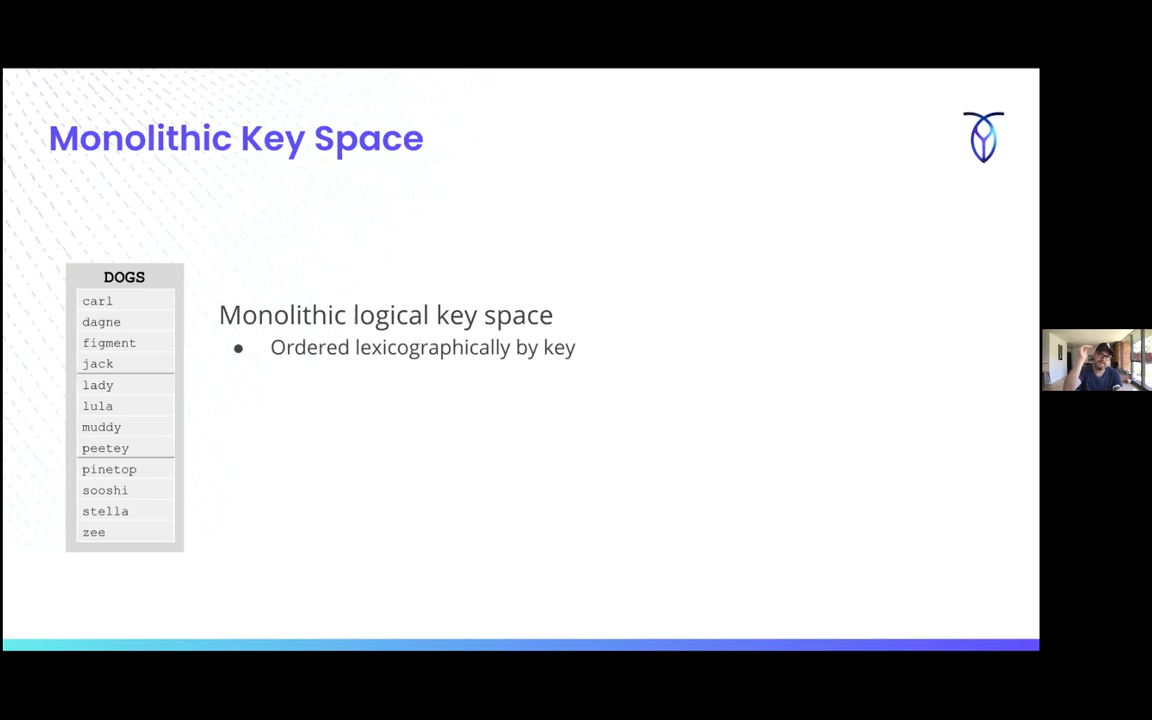 Monolithic Key Space
DOGS
carl
dagne
figment
jack
lady
lula
muddy
peetey
pinetop
sooshi
stella
zee
Monolithic logical key space
● Ordered lexicographically by key